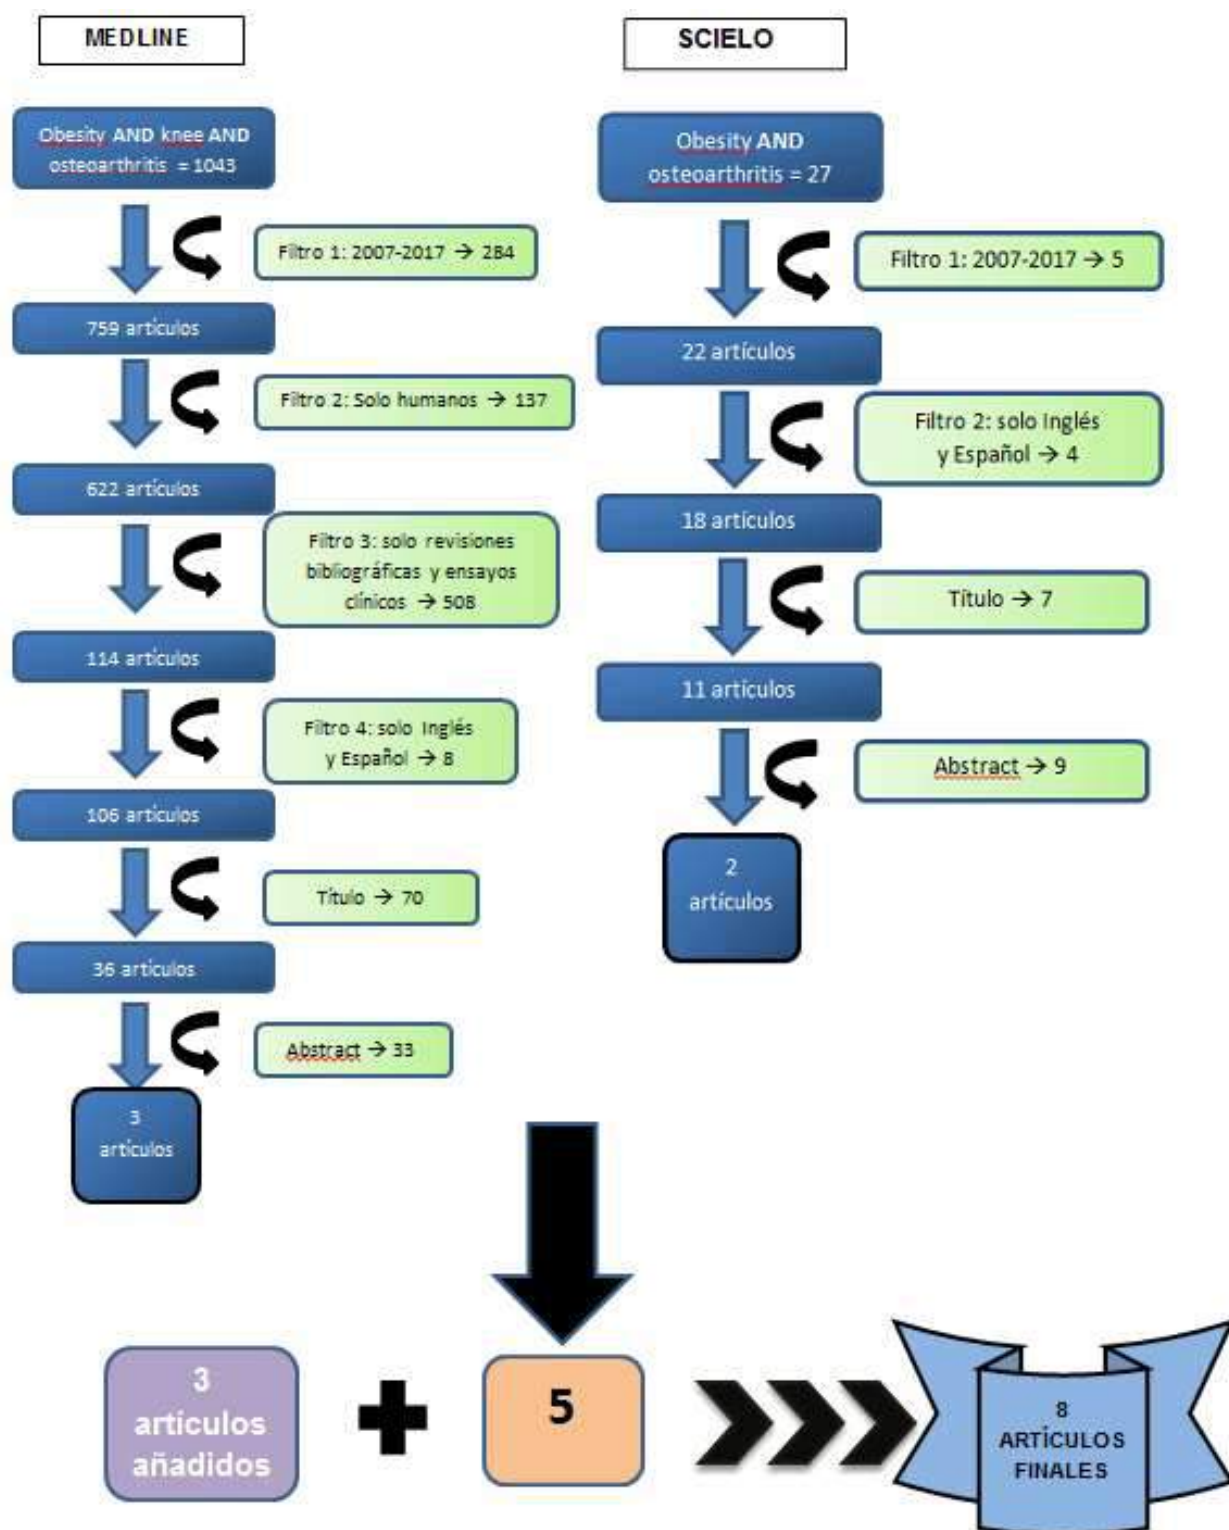 MEDLINE
Obesity AND knee AND
osteoarthritis = 1043
Filtro 1: 2007-2017 → 284
759 artículos
Filtro 2: Solo humanos → 137
622 artículos
Filtro 3: solo revisiones
bibliográficas y ensayos
clínicos → 508
114 artículos
Filtro 4: solo Inglés
y Español → 8
106 artículos
Título → 70
36 artículos
Abstract → 33
3
artículos
SCIELO
Obesity AND
osteoarthritis = 27
Filtro 1: 2007-2017 → 5
22 artículos
Filtro 2: solo Inglés
y Español → 4
18 artículos
Título → 7
11 artículos
Abstract → 9
2
artículos
3
artículos
añadidos
5
8
ARTÍCULOS
FINALES